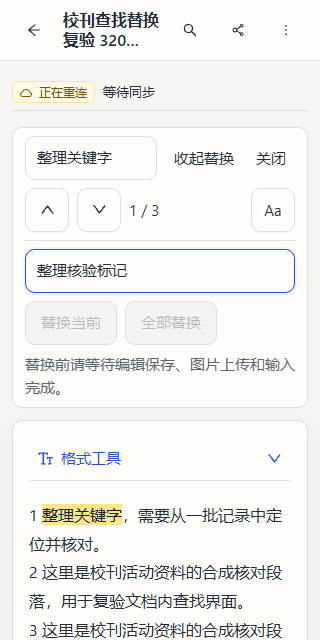 校刊查找替换
复验 320...
正在重连 等待同步
整理关键字 收起替换 关闭
1 / 3 Aa
整理核验标记
替换当前 全部替换
替换前请等待编辑保存、图片上传和输入
完成。
格式工具
1 整理关键字，需要从一批记录中定
位并核对。
2 这里是校刊活动资料的合成核对段
落，用于复验文档内查找界面。
3 这里是校刊活动资料的合成核对段